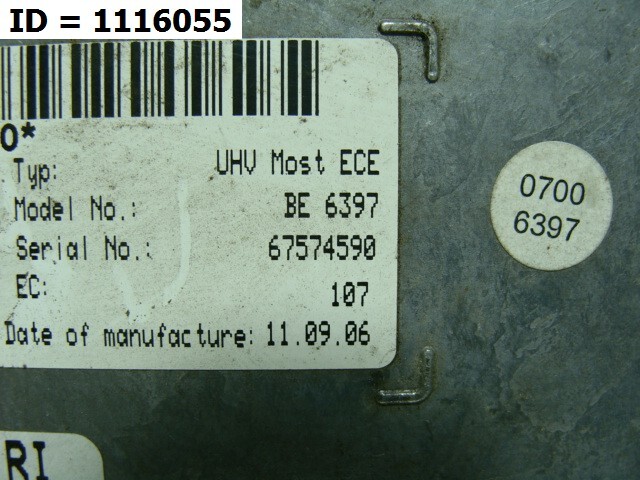 ID = 1116055
0*
Typ: UHV Most ECE
Model No.: BE 6397
Serial No.: 67574590
EC: 107
Date of manufacture: 11.09.06
0700
6397
RI